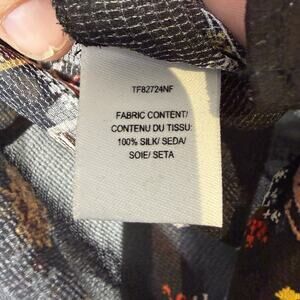 TF82724NF
FABRIC CONTENT/
CONTENU DU TISSU:
100% SILK/ SEDA/
SOIE/ SETA